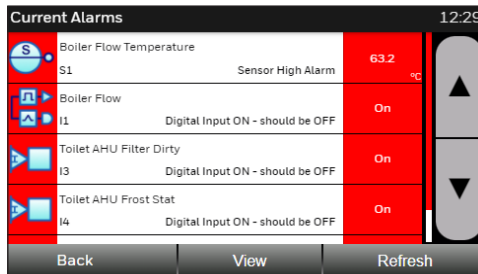 Current Alarms 12:29
S
Boiler Flow Temperature
S1 Sensor High Alarm
63.2
°C
Boiler Flow
I1 Digital Input ON - should be OFF
On
Toilet AHU Filter Dirty
I3 Digital Input ON - should be OFF
On
Toilet AHU Frost Stat
I4 Digital Input ON - should be OFF
On
Back View Refresh